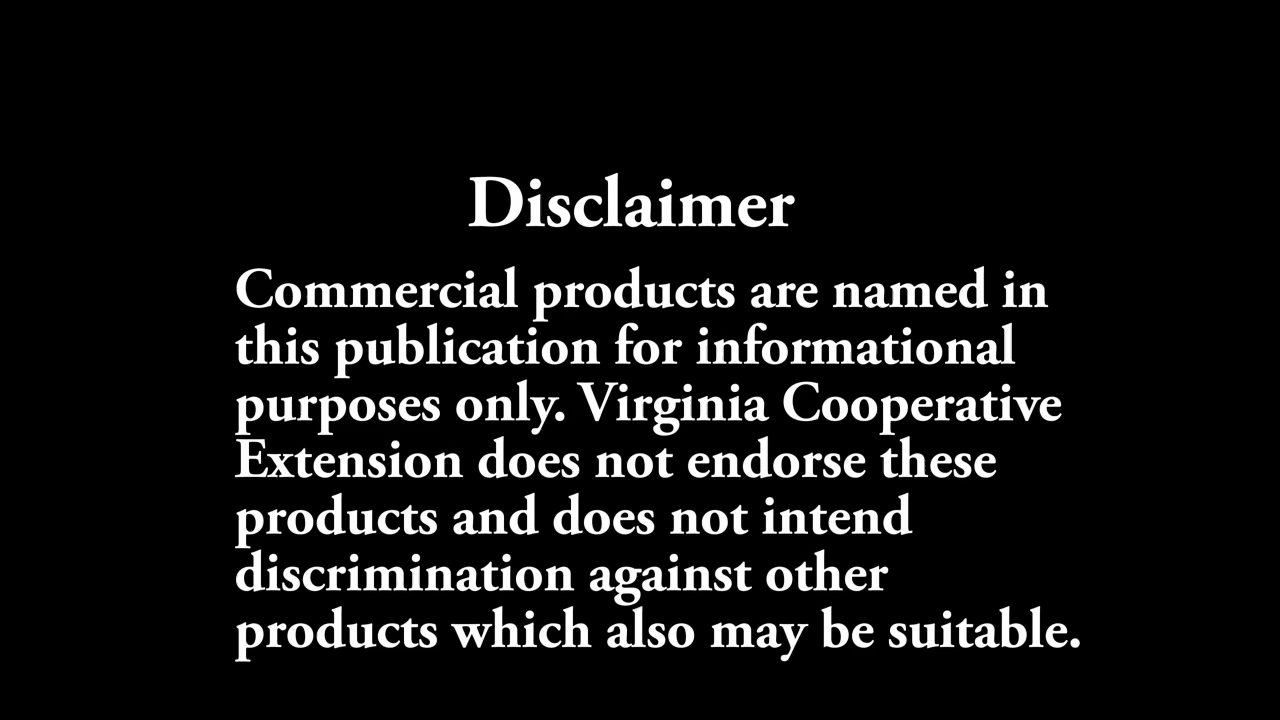 Disclaimer
Commercial products are named in
this publication for informational
purposes only. Virginia Cooperative
Extension does not endorse these
products and does not intend
discrimination against other
products which also may be suitable.